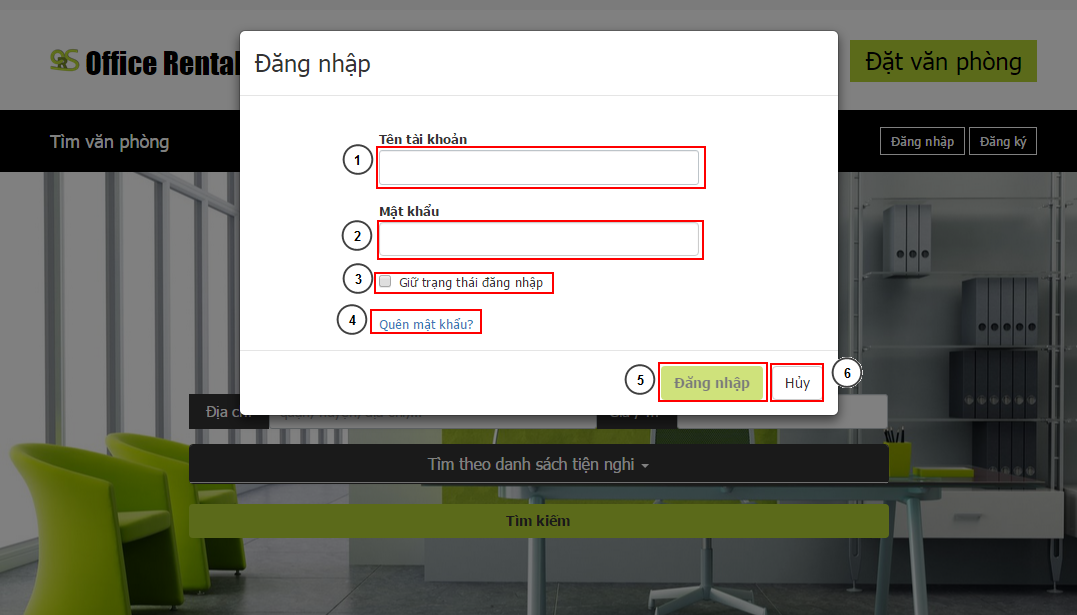 Office Rental
Đăng nhập
Đặt văn phòng
Tìm văn phòng
Đăng nhập
Đăng ký
Tên tài khoản
1
Mật khẩu
2
3
Giữ trạng thái đăng nhập
4
Quên mật khẩu?
5
Đăng nhập
Hủy
6
Địa
Tìm theo danh sách tiện nghi
Tìm kiếm